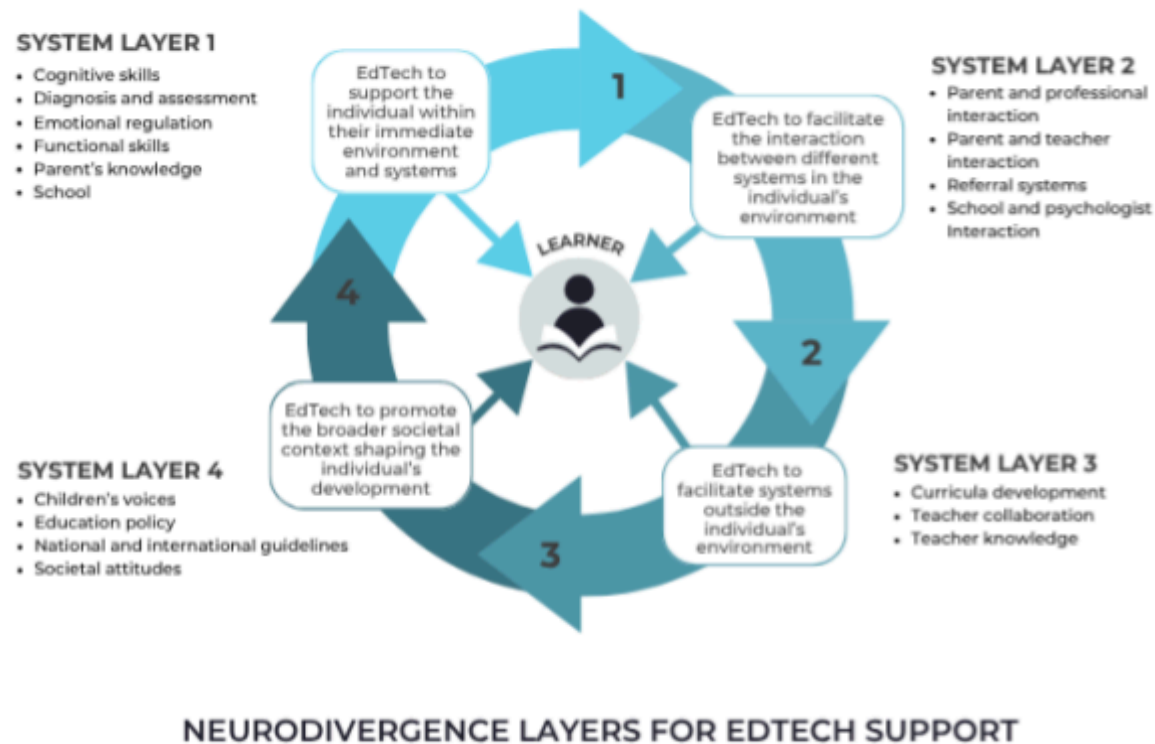 SYSTEM LAYER 1
• Cognitive skills
• Diagnosis and assessment
• Emotional regulation
• Functional skills
• Parent's knowledge
• School
EdTech to
support the
individual within
their immediate
environment
and systems
1
EdTech to facilitate
the interaction
between different
systems in the
individual's
environment
SYSTEM LAYER 2
• Parent and professional
interaction
• Parent and teacher
interaction
• Referral systems
• School and psychologist
Interaction
LEARNER
4
2
EdTech to promote
the broader societal
context shaping the
individual's
development
SYSTEM LAYER 4
• Children's voices
• Education policy
• National and international guidelines
• Societal attitudes
3
EdTech to
facilitate systems
outside the
individual's
environment
SYSTEM LAYER 3
• Curricula development
• Teacher collaboration
• Teacher knowledge
NEURODIVERGENCE LAYERS FOR EDTECH SUPPORT